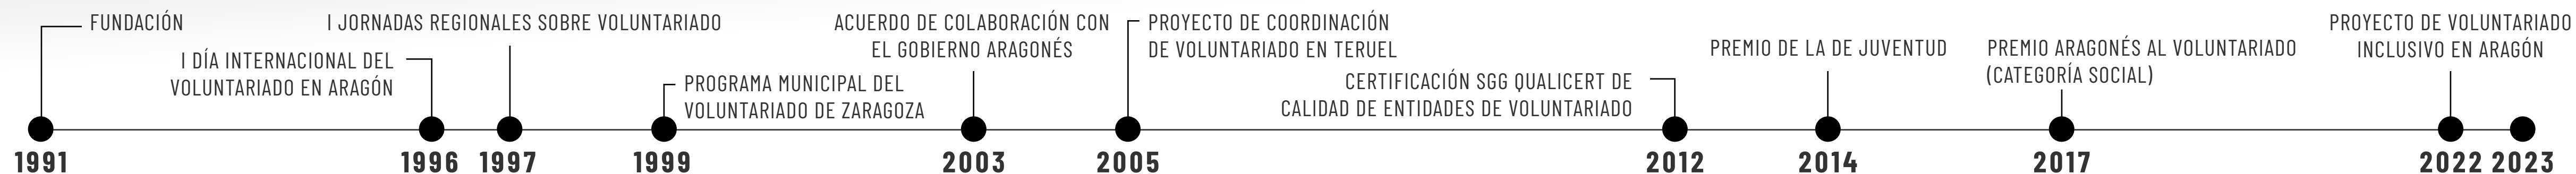 FUNDACIÓN
I DÍA INTERNACIONAL DEL
VOLUNTARIADO EN ARAGÓN
I JORNADAS REGIONALES SOBRE VOLUNTARIADO
PROGRAMA MUNICIPAL DEL
VOLUNTARIADO DE ZARAGOZA
ACUERDO DE COLABORACIÓN CON
EL GOBIERNO ARAGONÉS
PROYECTO DE COORDINACIÓN
DE VOLUNTARIADO EN TERUEL
CERTIFICACIÓN SGG QUALICERT DE
CALIDAD DE ENTIDADES DE VOLUNTARIADO
PREMIO DE LA DE JUVENTUD
PREMIO ARAGONÉS AL VOLUNTARIADO
(CATEGORÍA SOCIAL)
PROYECTO DE VOLUNTARIADO
INCLUSIVO EN ARAGÓN
1991 1996 1997 1999 2003 2005 2012 2014 2017 2022 2023